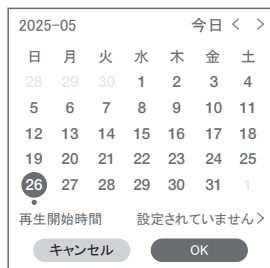 2025-05 今日 < >
日 月 火 水 木 金 土
28 29 30 1 2 3 4
5 6 7 8 9 10 11
12 13 14 15 16 17 18
19 20 21 22 23 24 25
26 27 28 29 30 31 1
再生開始時間 設定されていません >
キャンセル OK